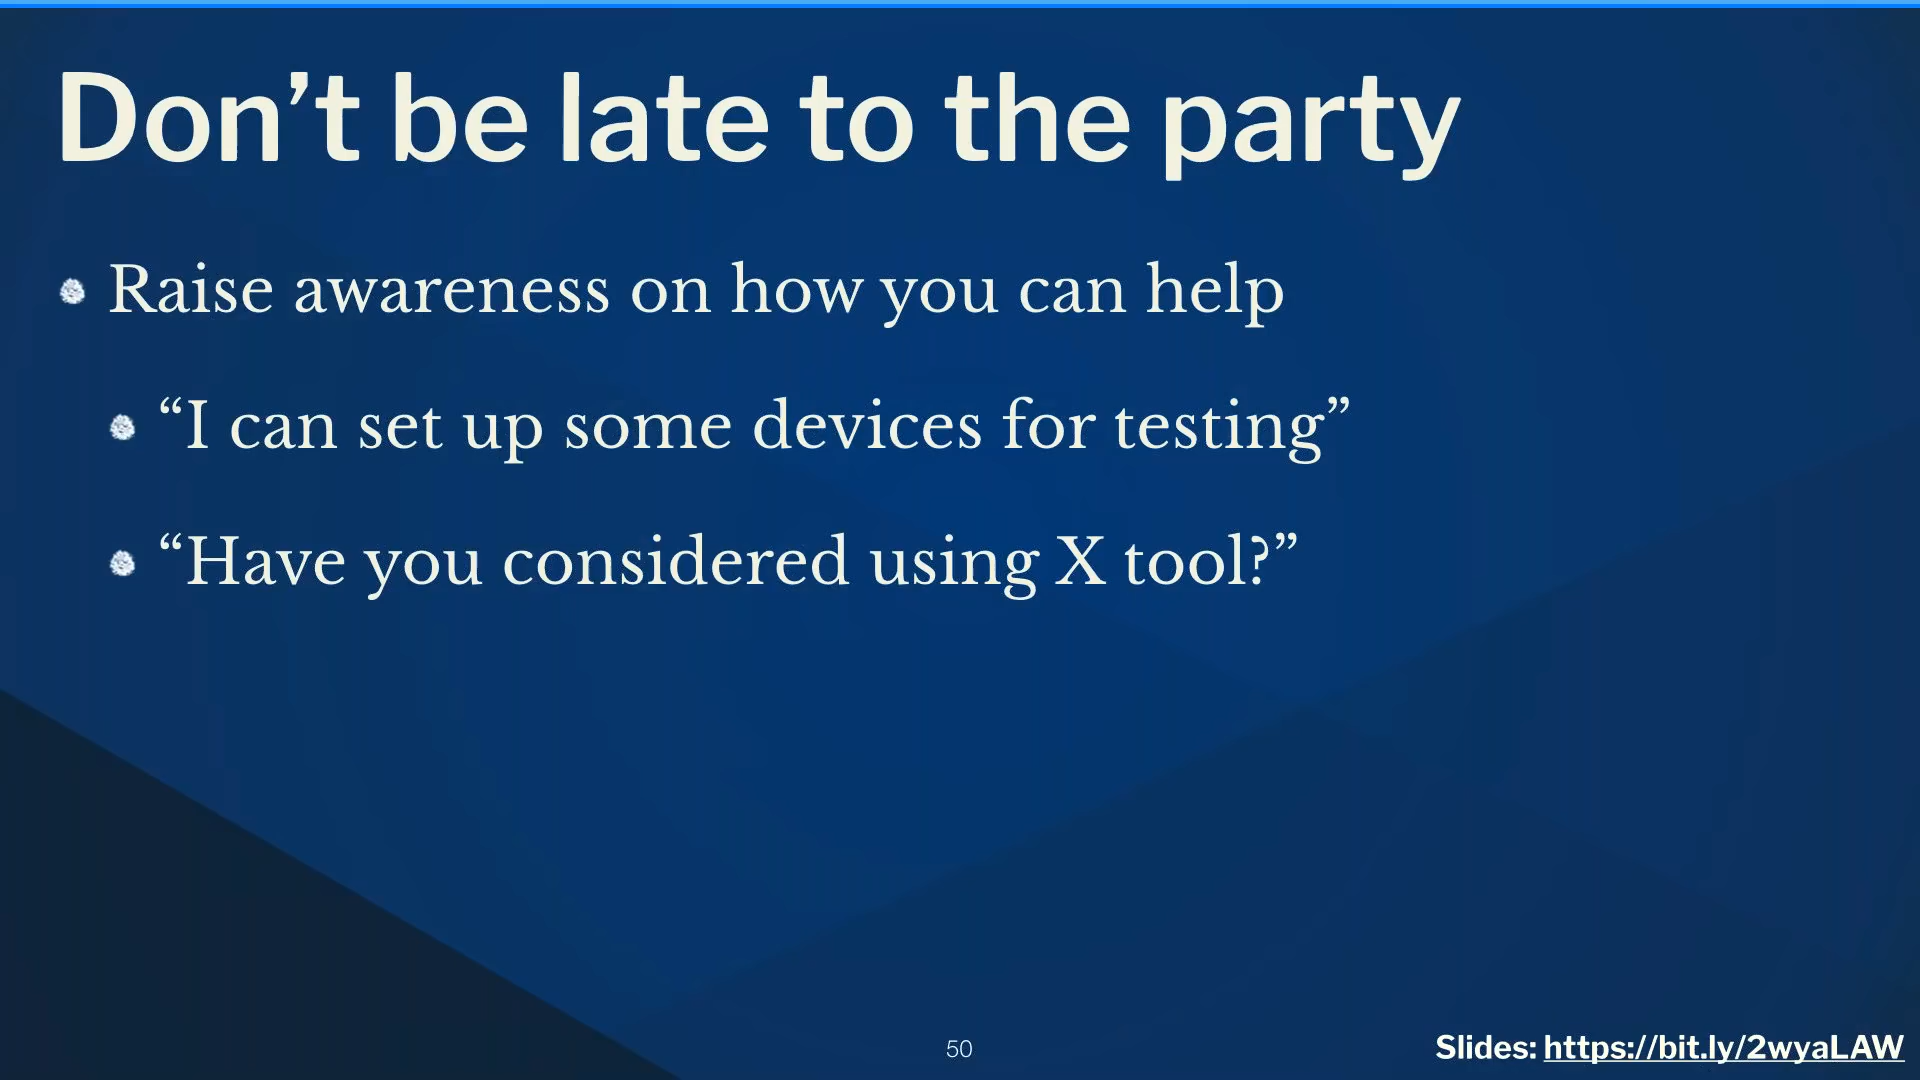 Don’t be late to the party
Raise awareness on how you can help
“I can set up some devices for testing”
“Have you considered using X tool?”
50
Slides: https://bit.ly/2wyaLAW